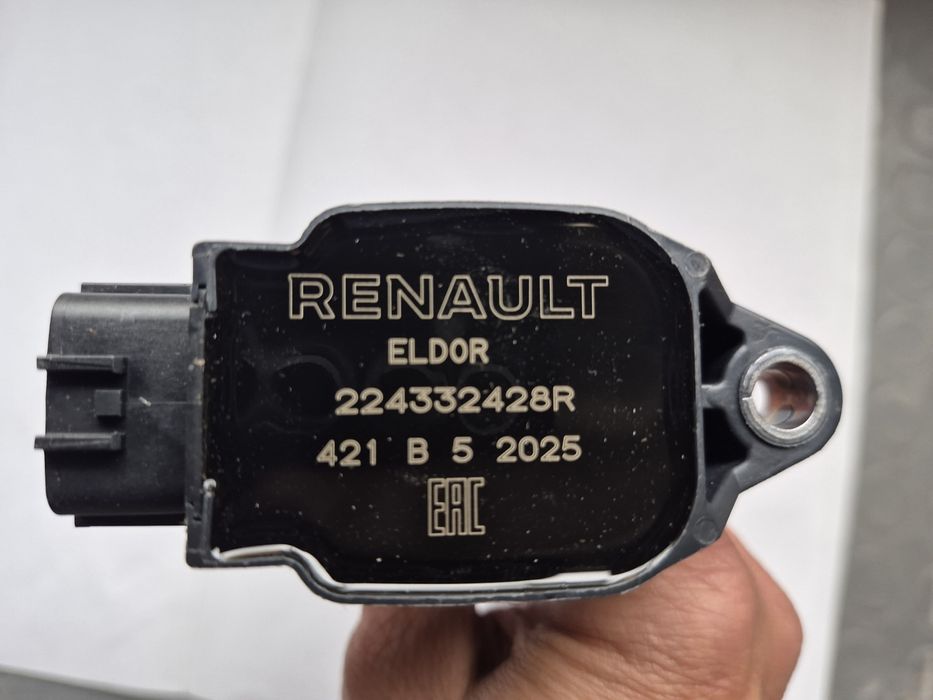 RENAULT
ELDOR
224332428R
421 B 5 2025
EAC